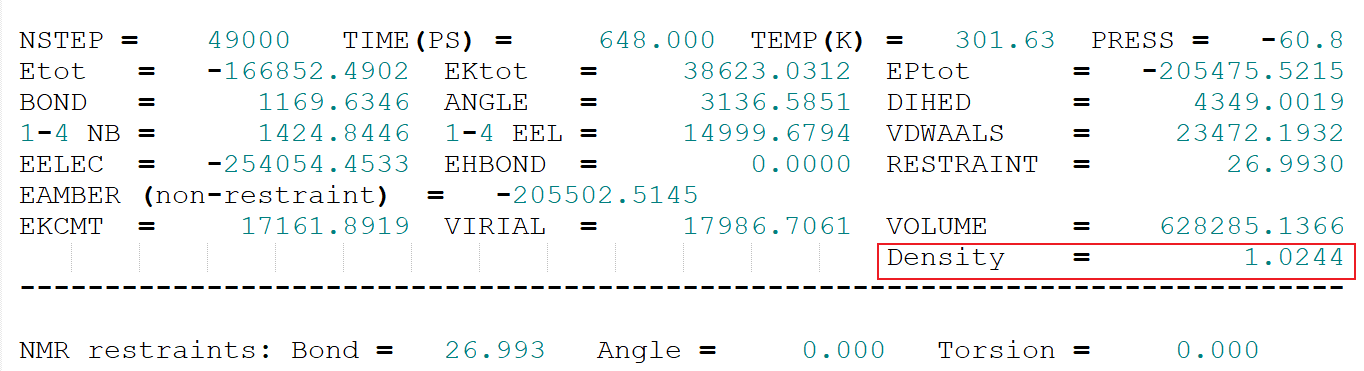 NSTEP = 49000 TIME(PS) = 648.000 TEMP(K) = 301.63 PRESS = -60.8
Etot = -166852.4902 EKtot = 38623.0312 EPtot = -205475.5215
BOND = 1169.6346 ANGLE = 3136.5851 DIHED = 4349.0019
1-4 NB = 1424.8446 1-4 EEL = 14999.6794 VDWAALS = 23472.1932
EELEC = -254054.4533 EHBOND = 0.0000 RESTRAINT = 26.9930
EAMBER (non-restraint) = -205502.5145
EKCMT = 17161.8919 VIRIAL = 17986.7061 VOLUME = 628285.1366
Density = 1.0244
------------------------------------------------------------------------------
NMR restraints: Bond = 26.993 Angle = 0.000 Torsion = 0.000